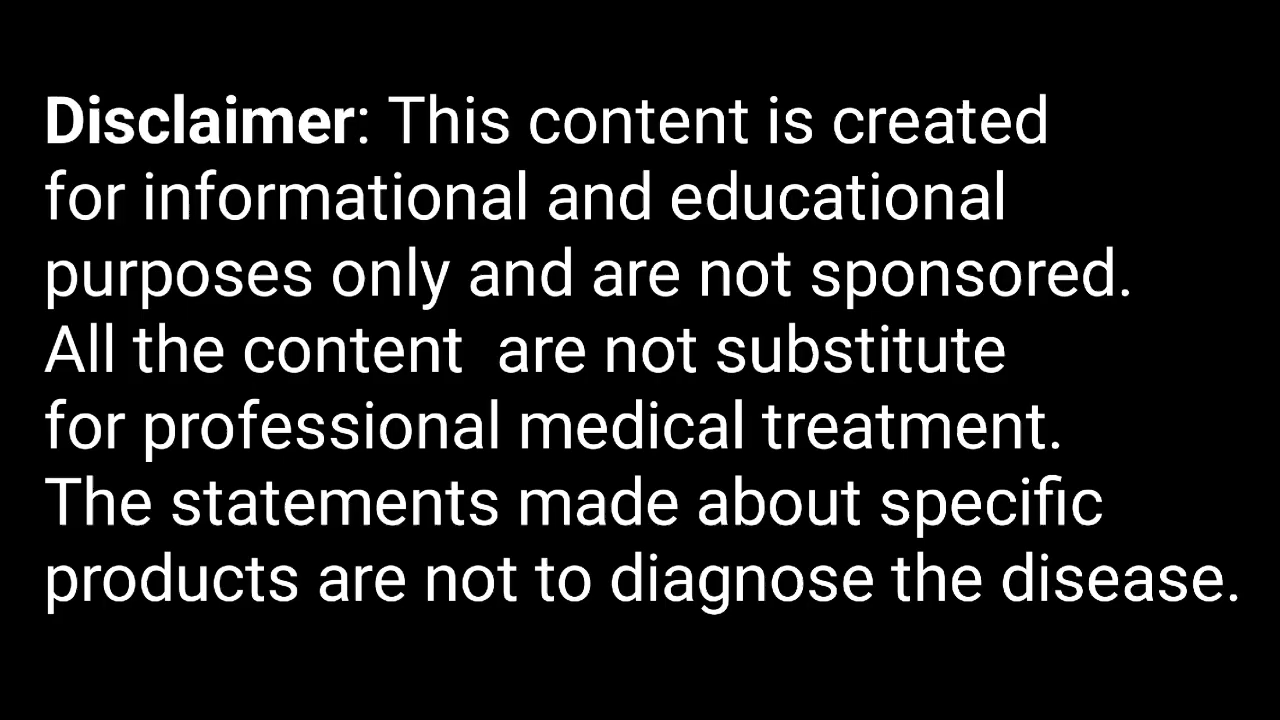 Disclaimer: This content is created
for informational and educational
purposes only and are not sponsored.
All the content  are not substitute
for professional medical treatment.
The statements made about specific
products are not to diagnose the disease.